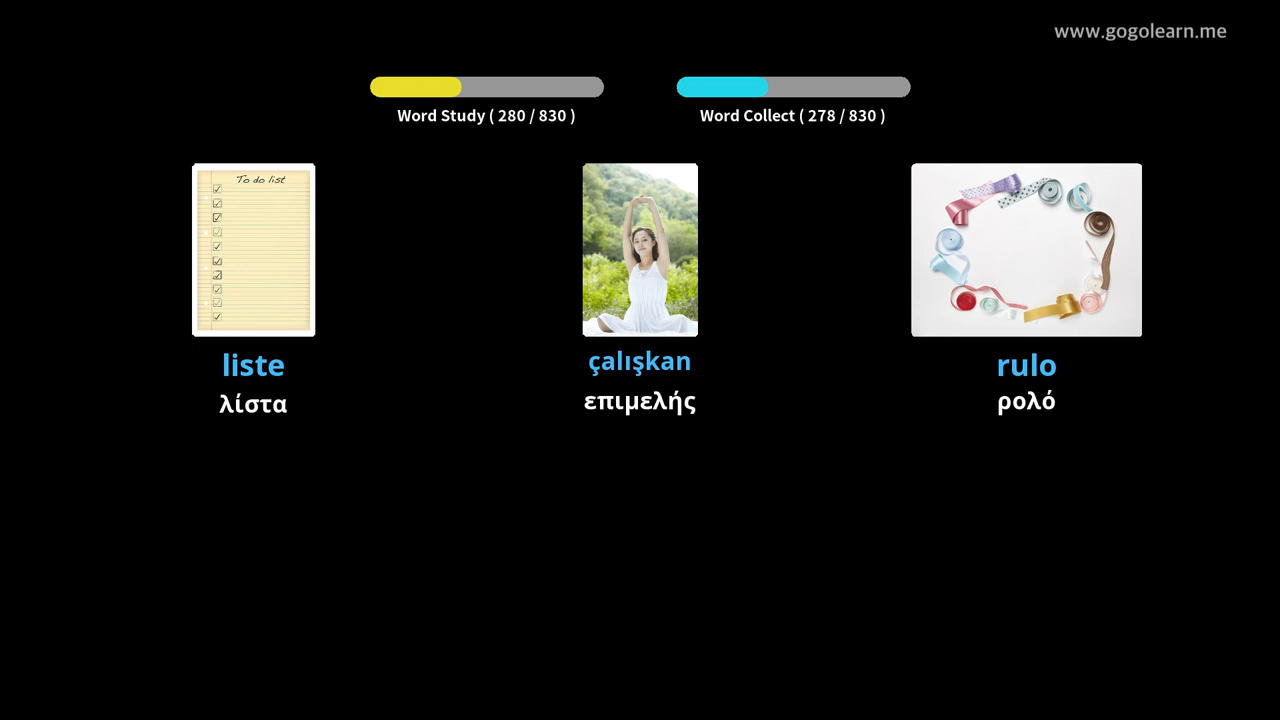 www.gogolearn.me
Word Study ( 280 / 830 )
Word Collect ( 278 / 830 )
To do list
liste
çalışkan
rulo
λίστα
επιμελής
ρολό